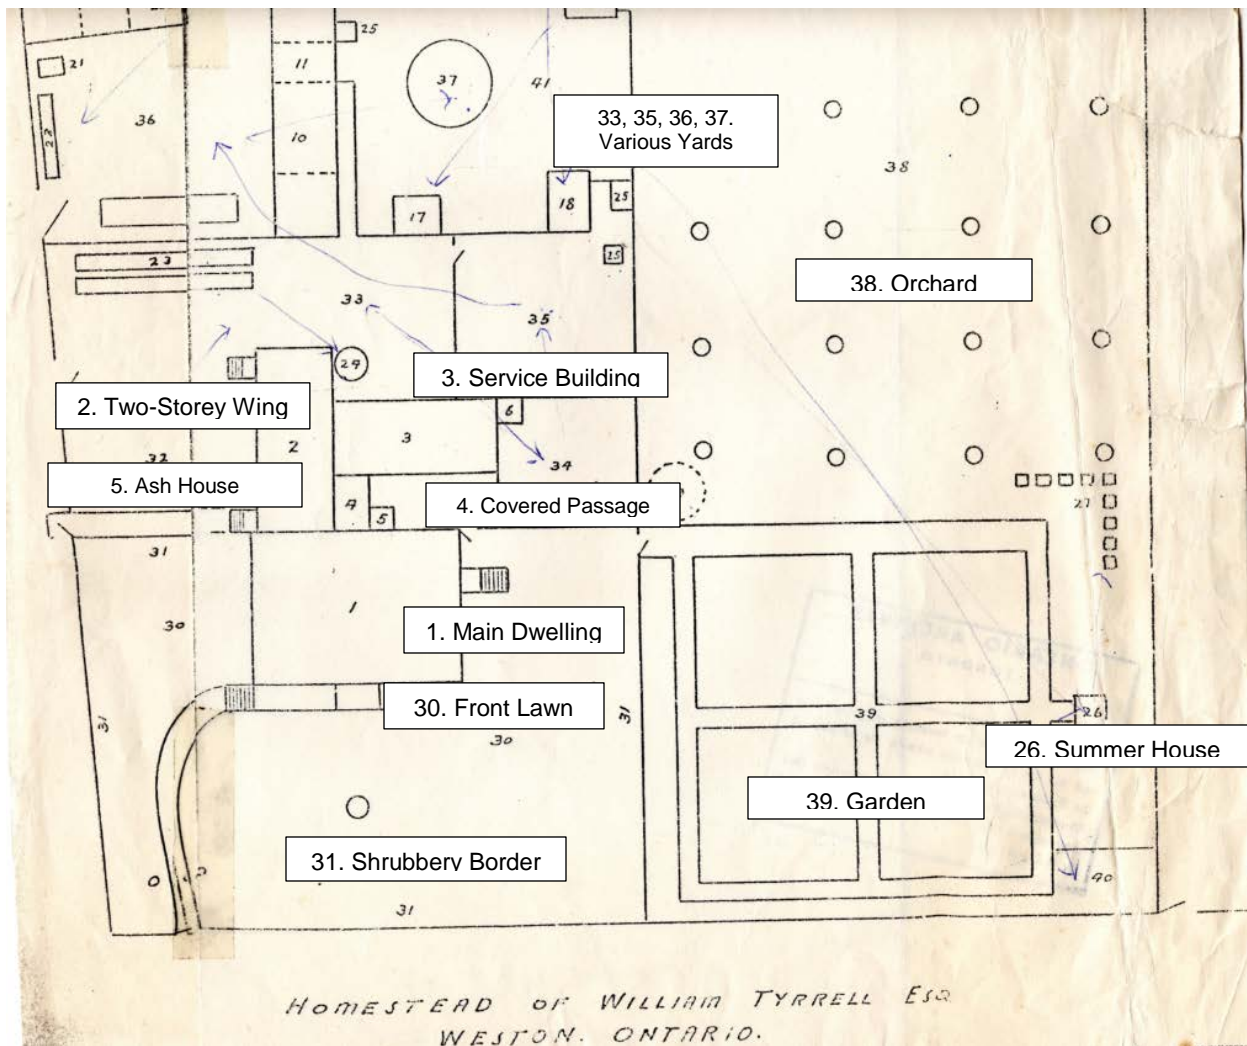 25
11
21
37
41
22
36
10
33, 35, 36, 37.
Various Yards
38
17
18
25
25
23
33
35
38. Orchard
29
3. Service Building
2. Two-Storey Wing
6
2
3
32
34
5. Ash House
4. Covered Passage
4
5
27
31
30
1
1. Main Dwelling
31
30. Front Lawn
30
31
39
26
26. Summer House
39. Garden
31. Shrubbery Border
40
31
HOMESTEAD OF WILLIAM TYRRELL ESQ
WESTON. ONTARIO.